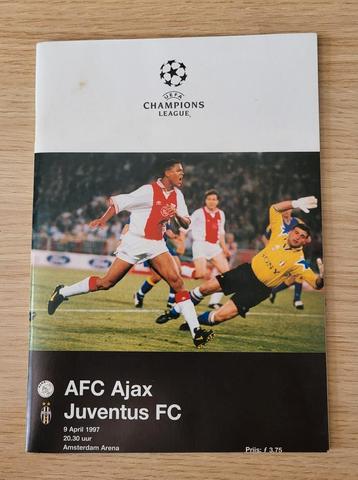 UEFA
CHAMPIONS
LEAGUE
SONY
AFC Ajax
Juventus FC
9 April 1997
20.30 uur
Amsterdam Arena
Prijs: ƒ 3,75